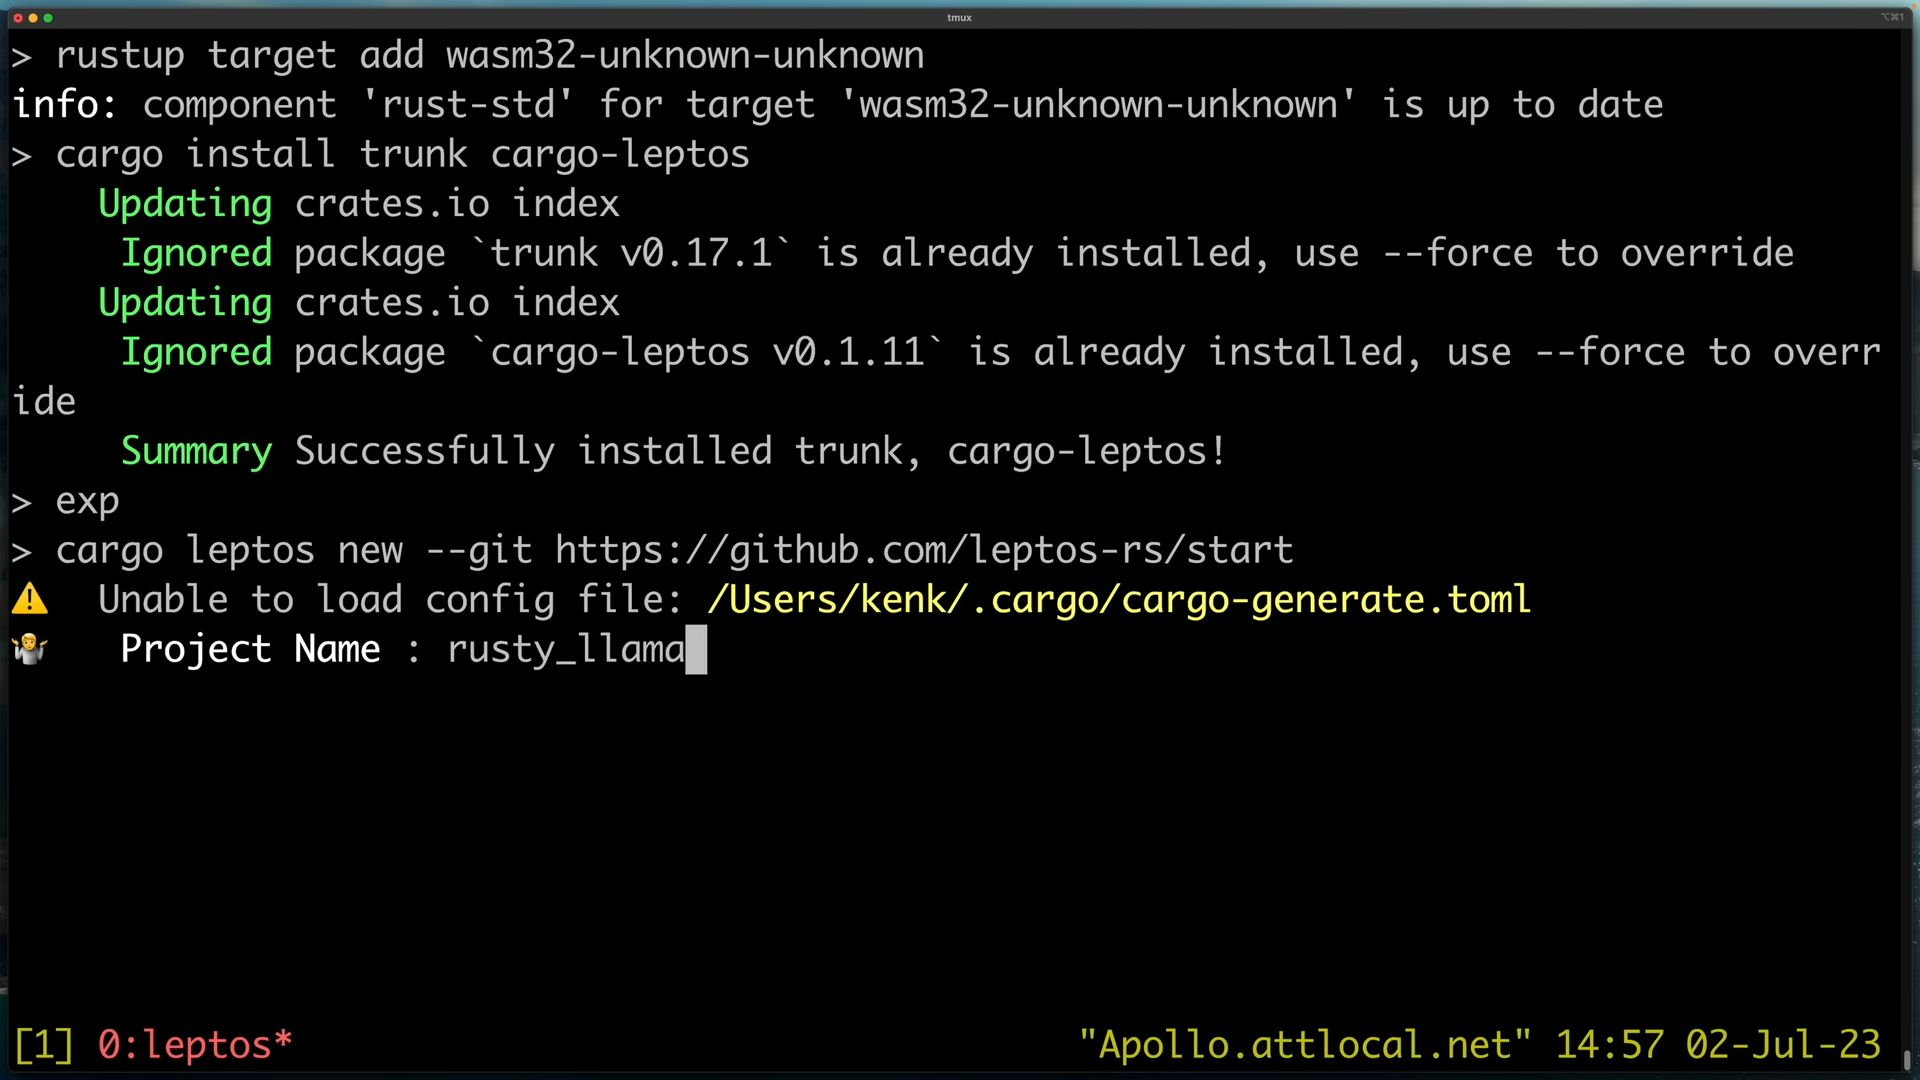 tmux
⌥⌘1
> rustup target add wasm32-unknown-unknown
info: component 'rust-std' for target 'wasm32-unknown-unknown' is up to date
> cargo install trunk cargo-leptos
    Updating crates.io index
     Ignored package `trunk v0.17.1` is already installed, use --force to override
    Updating crates.io index
     Ignored package `cargo-leptos v0.1.11` is already installed, use --force to overr
ide
     Summary Successfully installed trunk, cargo-leptos!
> exp
> cargo leptos new --git https://github.com/leptos-rs/start
⚠️  Unable to load config file: /Users/kenk/.cargo/cargo-generate.toml
🤷   Project Name : rusty_llama
[1] 0:leptos* "Apollo.attlocal.net" 14:57 02-Jul-23